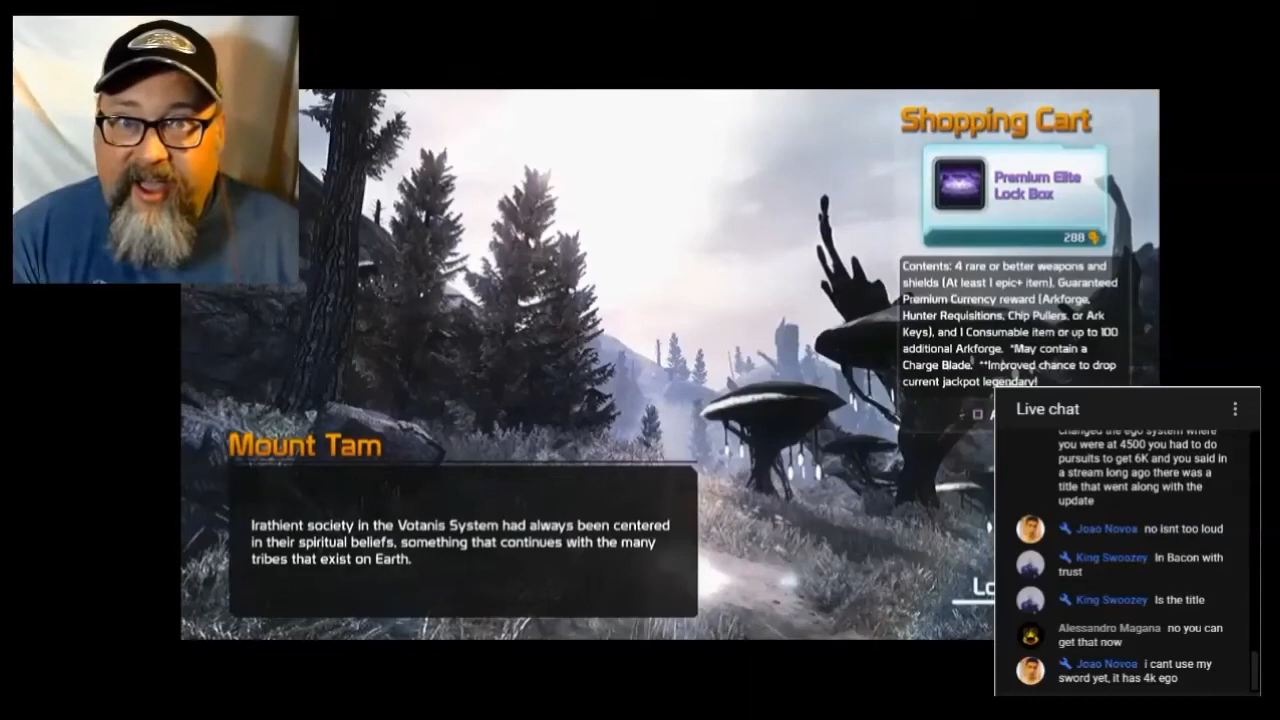 Shopping Cart
Premium Elite
Lock Box
288
Contents: 4 rare or better weapons and
shields (At least 1 epic+ item), Guaranteed
Premium Currency reward (Arkforge,
Hunter Requisitions, Chip Pullers, or Ark
Keys), and 1 Consumable item or up to 100
additional Arkforge. *May contain a
Charge Blade. **Improved chance to drop
current jackpot legendary!
Mount Tam
Irathient society in the Votanis System had always been centered
in their spiritual beliefs, something that continues with the many
tribes that exist on Earth.
Live chat
changed the ego system where
you were at 4500 you had to do
pursuits to get 6K and you said in
a stream long ago there was a
title that went along with the
update
Joao Novoa no isnt too loud
King Swoozey In Bacon with
trust
King Swoozey Is the title
Alessandro Magana no you can
get that now
Joao Novoa i cant use my
sword yet, it has 4k ego